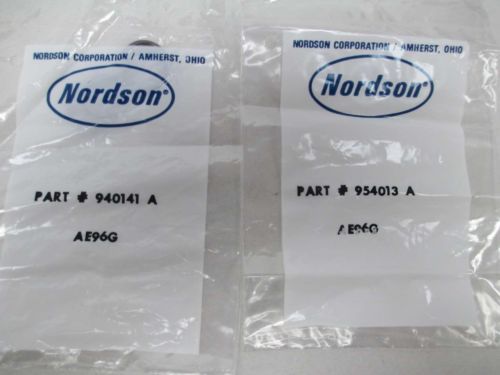 NORDSON CORPORATION / AMHERST, OHIO
Nordson®
PART # 940141 A
AE96G
NORDSON CORPORATION / AMHERST, OHIO
Nordson®
PART # 954013 A
AE96G